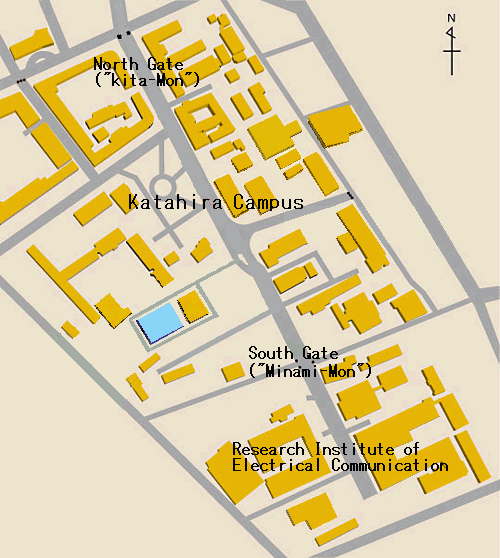 N
North Gate
("kita-Mon")
Katahira Campus
South Gate
("Minami-Mon")
Research Institute of
Electrical Communication